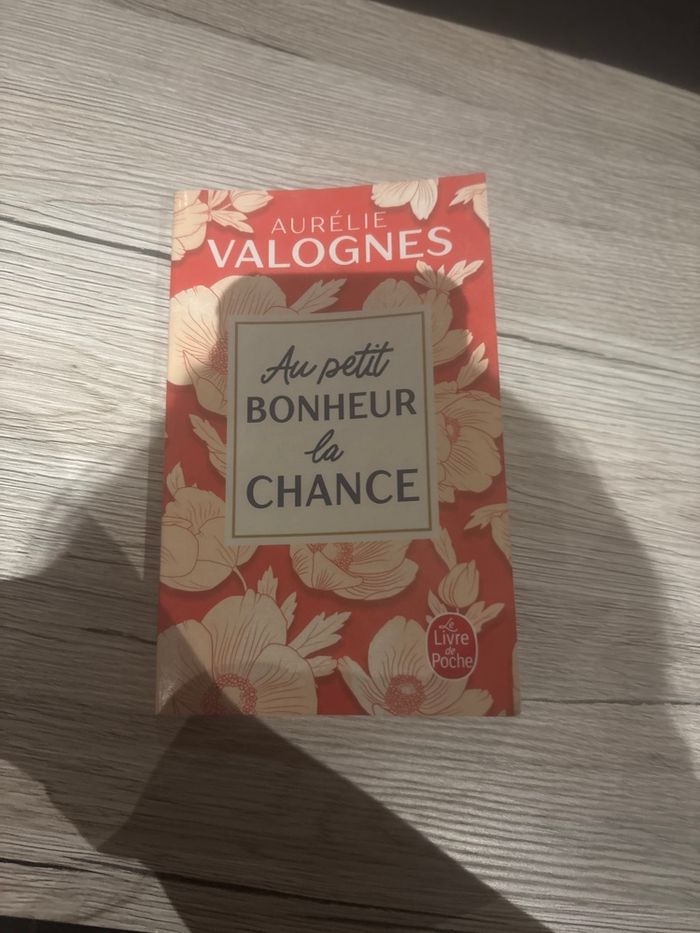 AURÉLIE
VALOGNES
Au petit
BONHEUR
la
CHANCE
Le
Livre
de
Poche